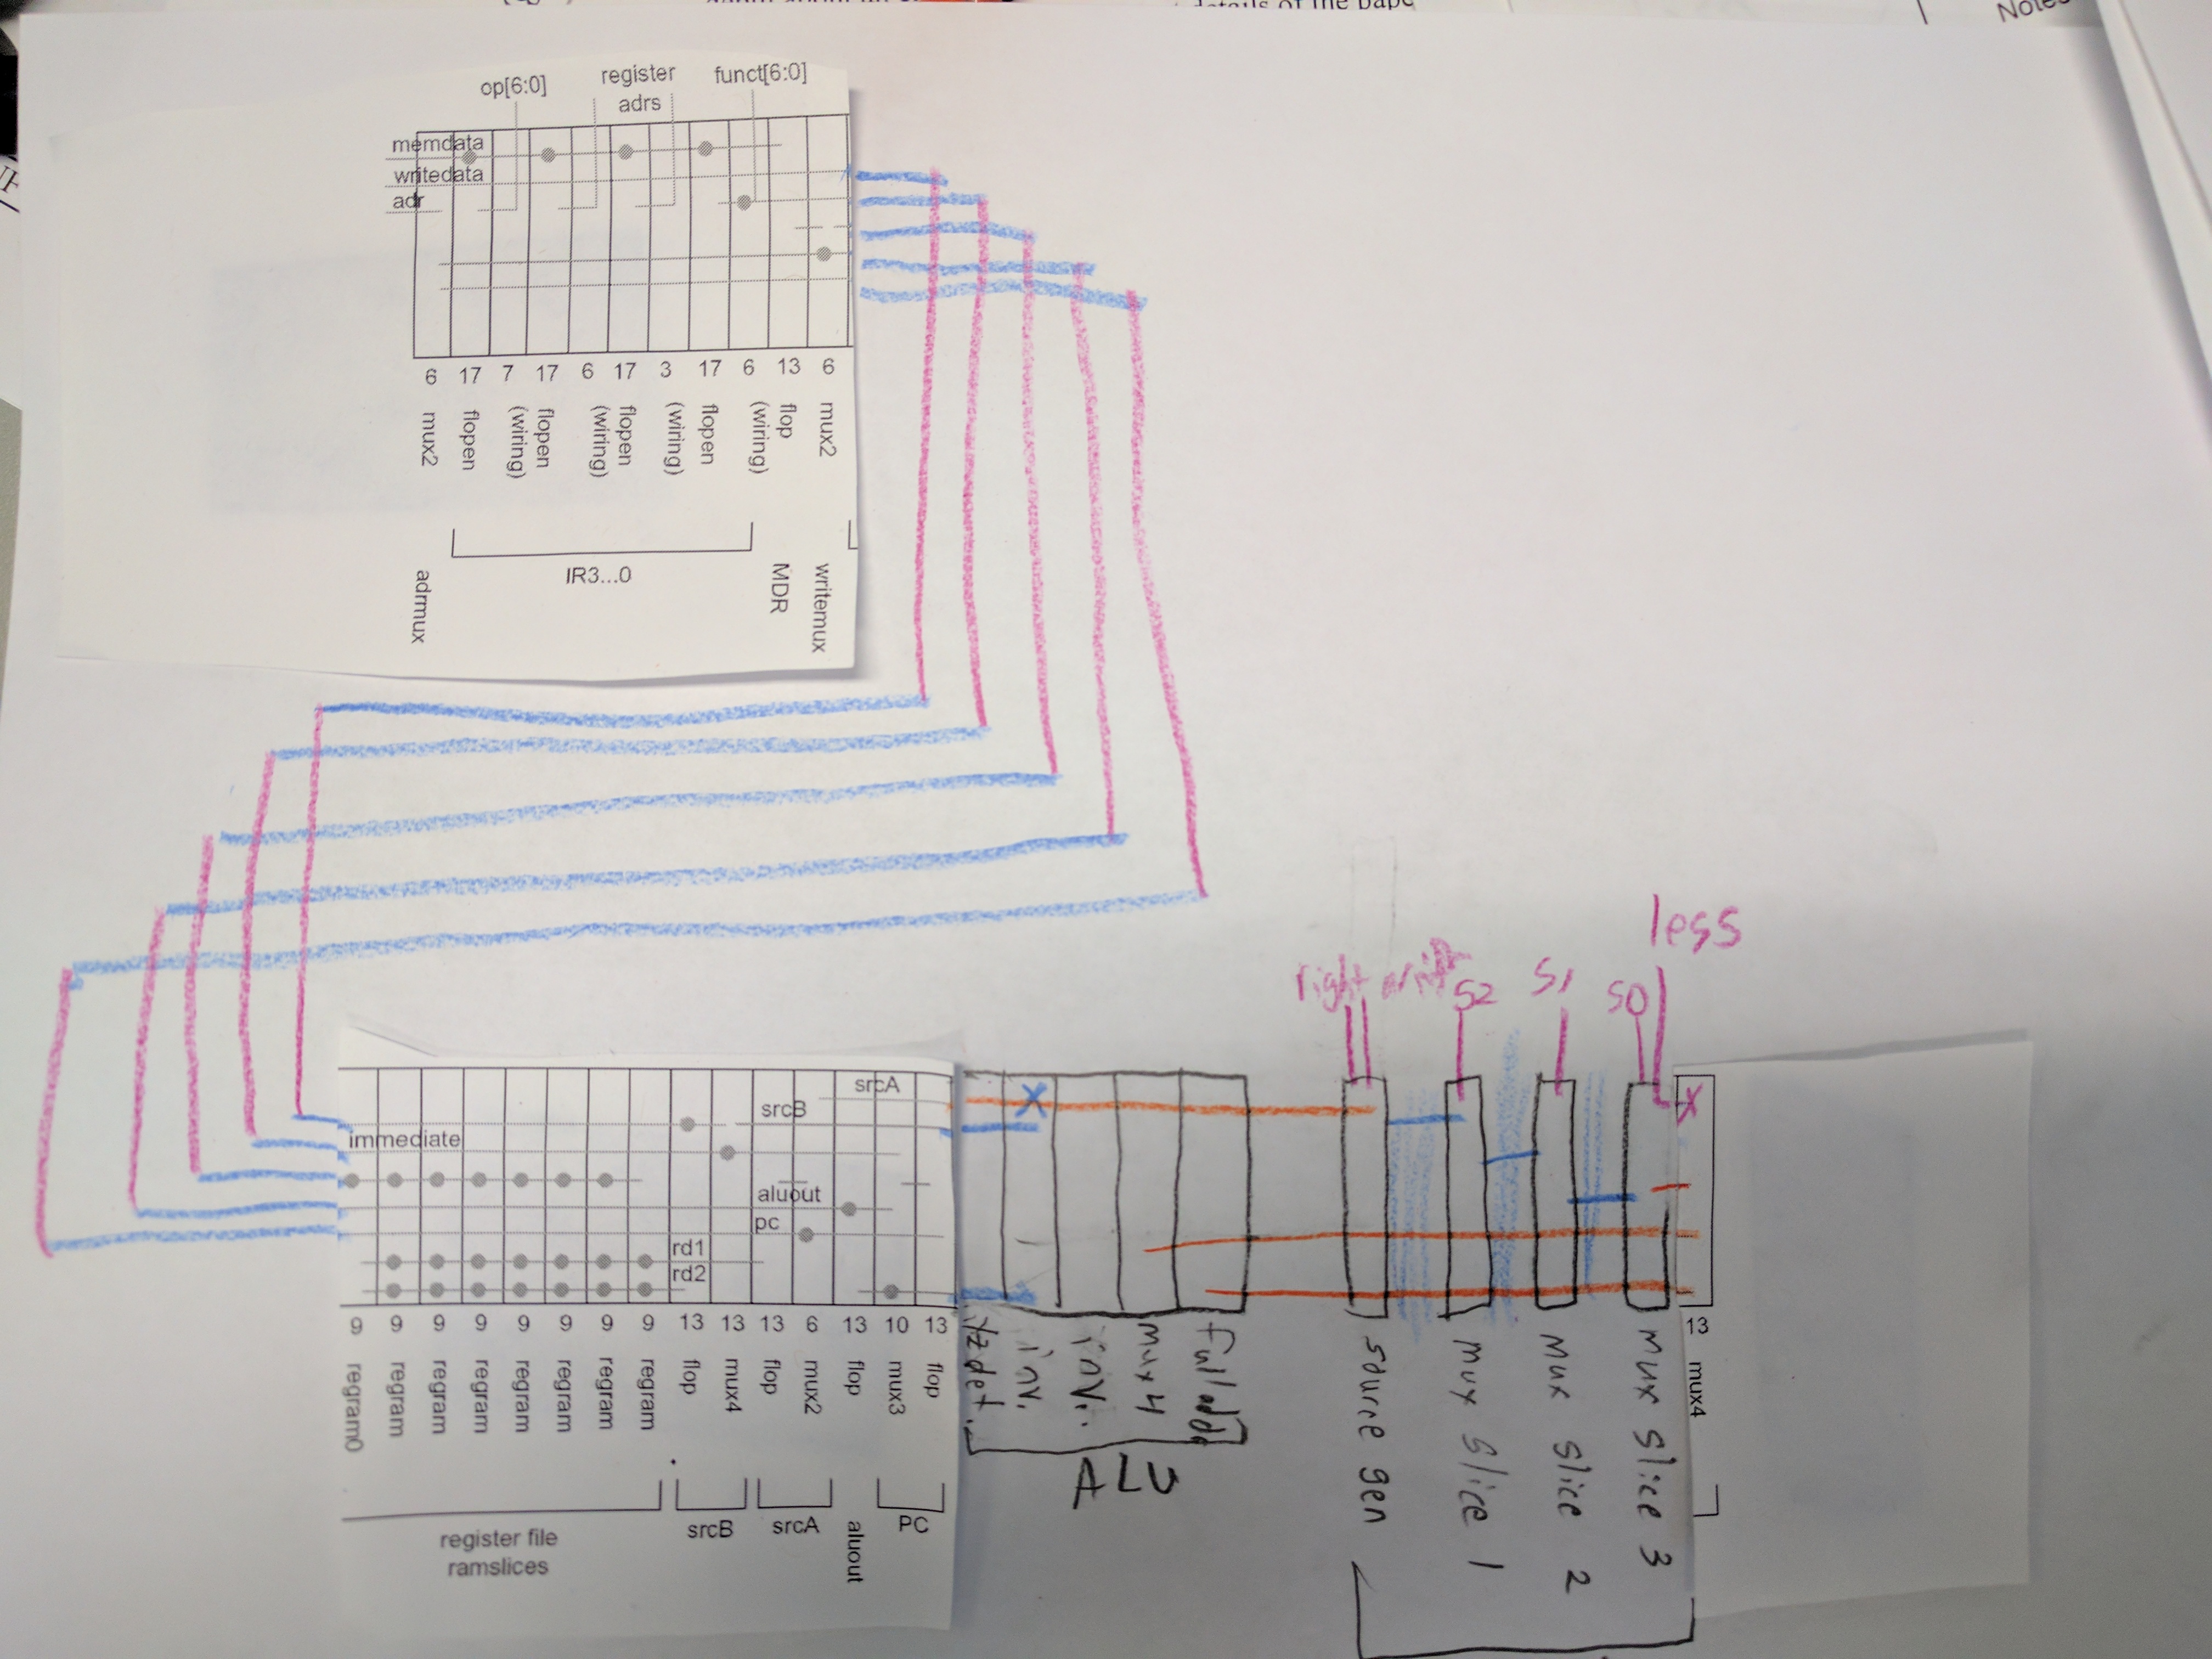 details of the pape
Notes
op[6:0]
register
adrs
funct[6:0]
memdata
writedata
adr
6 17 7 17 6 17 3 17 6 13 6
mux2
flopen
(wiring)
flopen
(wiring)
flopen
(wiring)
flopen
(wiring)
flop
mux2
adrmux
IR3...0
MDR
writemux
less
right
S2
S1
S0
srcA
srcB
immediate
aluout
pc
rd1
rd2
9 9 9 9 9 9 9 9 13 13 13 6 13 10 13
regram0
regram
regram
regram
regram
regram
regram
regram
flop
mux4
flop
mux2
flop
mux3
flop
yzdet.
inv.
inv.
mux4
ALU
source gen
mux slice 1
mux slice 2
mux slice 3
13
mux4
register file
ramslices
srcB
srcA
aluout
PC